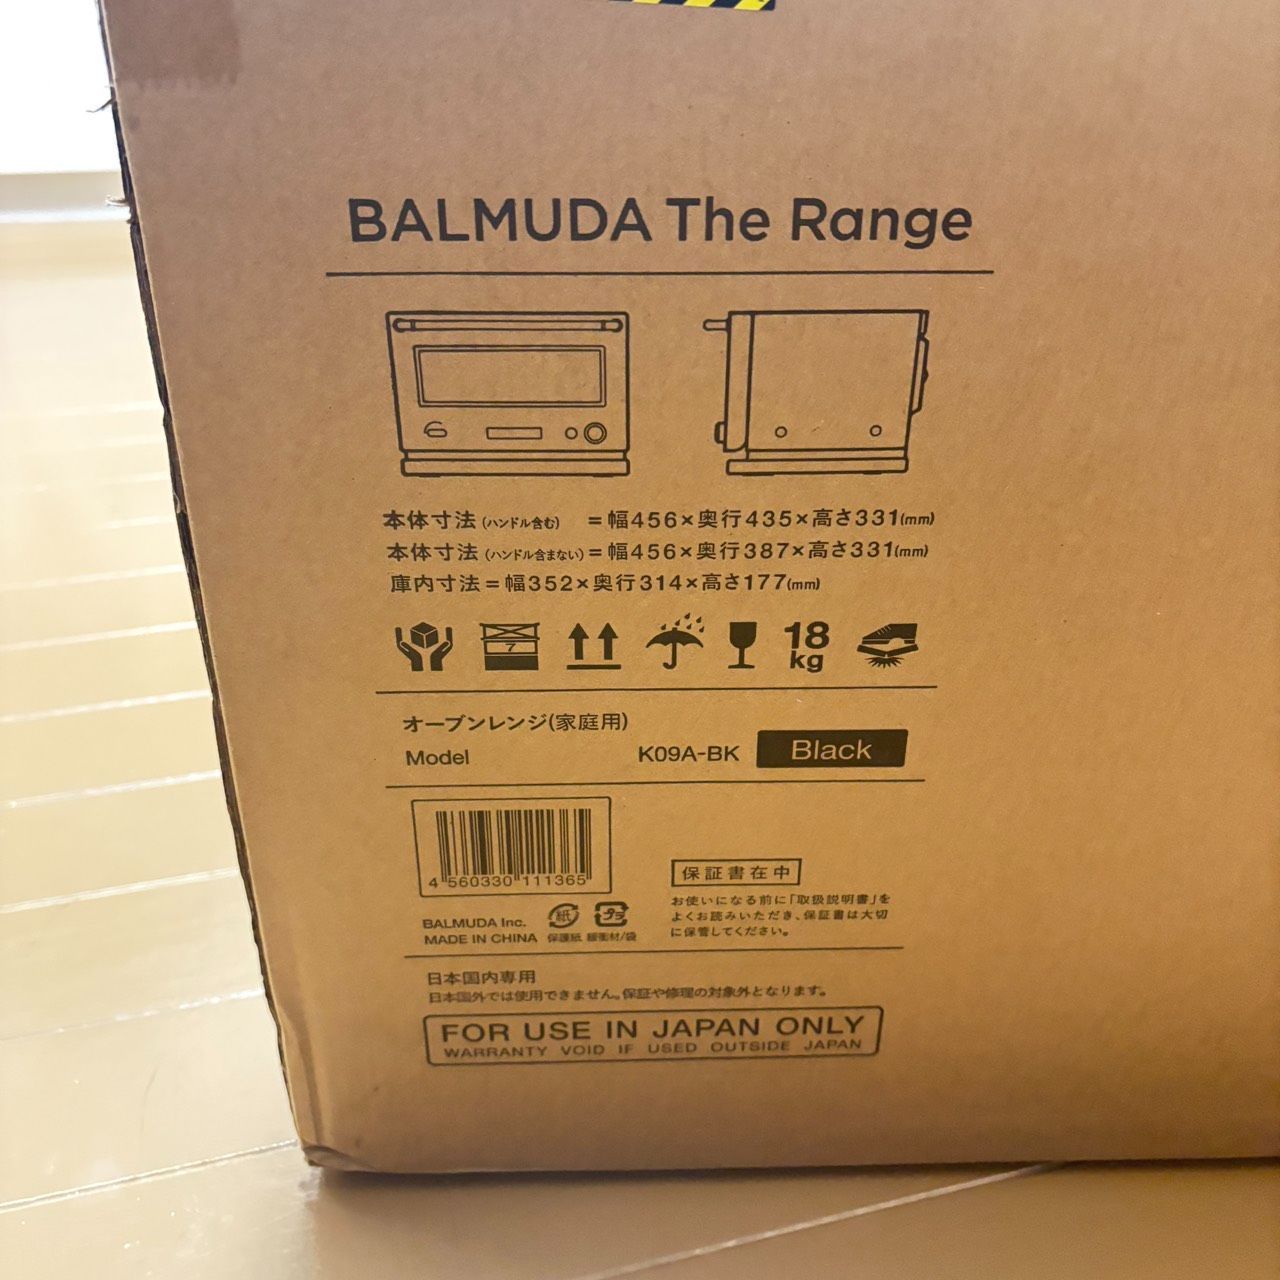 BALMUDA The Range
本体寸法(ハンドル含む) =幅456×奥行435×高さ331(mm)
本体寸法(ハンドル含まない)=幅456×奥行387×高さ331(mm)
庫内寸法=幅352×奥行314×高さ177(mm)
7
18
kg
オーブンレンジ(家庭用)
Model K09A-BK Black
4 560330 111365
保証書在中
お使いになる前に「取扱説明書」を
よくお読みいただき、保証書は大切
に保管してください。
BALMUDA Inc.
MADE IN CHINA
紙 プラ
保護紙 緩衝材/袋
日本国内専用
日本国外では使用できません。保証や修理の対象外となります。
FOR USE IN JAPAN ONLY
WARRANTY VOID IF USED OUTSIDE JAPAN